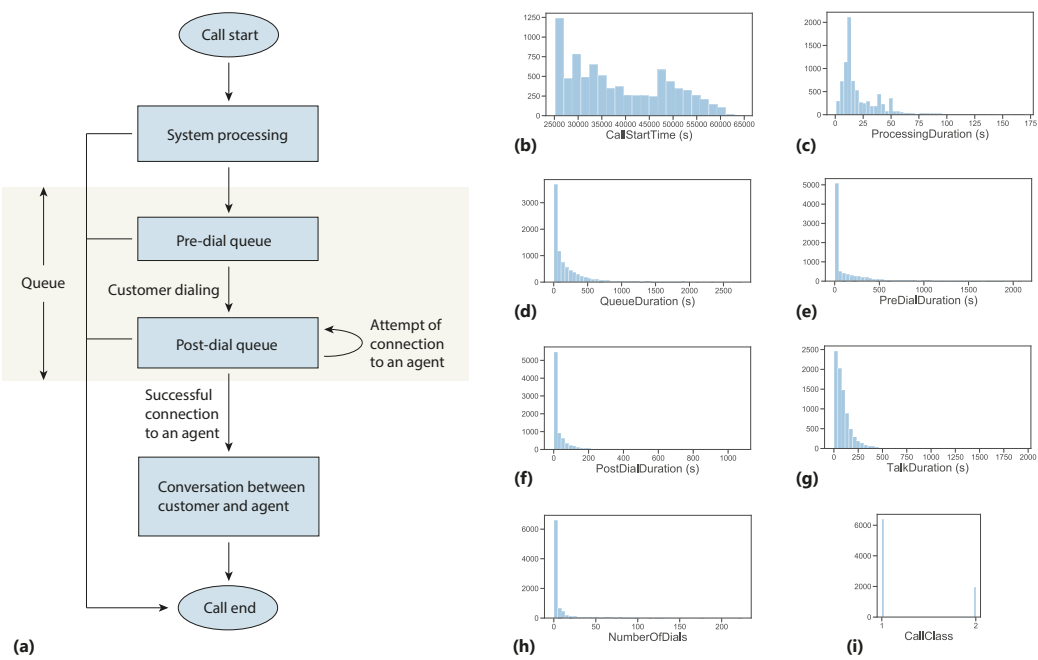 Call start
System processing
Pre-dial queue
Queue
Customer dialing
Post-dial queue
Attempt of
connection
to an agent
Successful
connection
to an agent
Conversation between
customer and agent
Call end
(a)
1250
1000
750
500
250
0
25000 30000 35000 40000 45000 50000 55000 60000 65000
CallStartTime (s)
(b)
2000
1500
1000
500
0
0 25 50 75 100 125 150 175
ProcessingDuration (s)
(c)
4000
3000
2000
1000
0
0 500 1000 1500 2000 2500
QueueDuration (s)
(d)
5000
4000
3000
2000
1000
0
0 500 1000 1500 2000
PreDialDuration (s)
(e)
5000
4000
3000
2000
1000
0
0 200 400 600 800 1000
PostDialDuration (s)
(f)
2500
2000
1500
1000
500
0
0 250 500 750 1000 1250 1500 1750 2000
TalkDuration (s)
(g)
6000
4000
2000
0
0 50 100 150 200
NumberOfDials
(h)
6000
4000
2000
0
1 2
CallClass
(i)